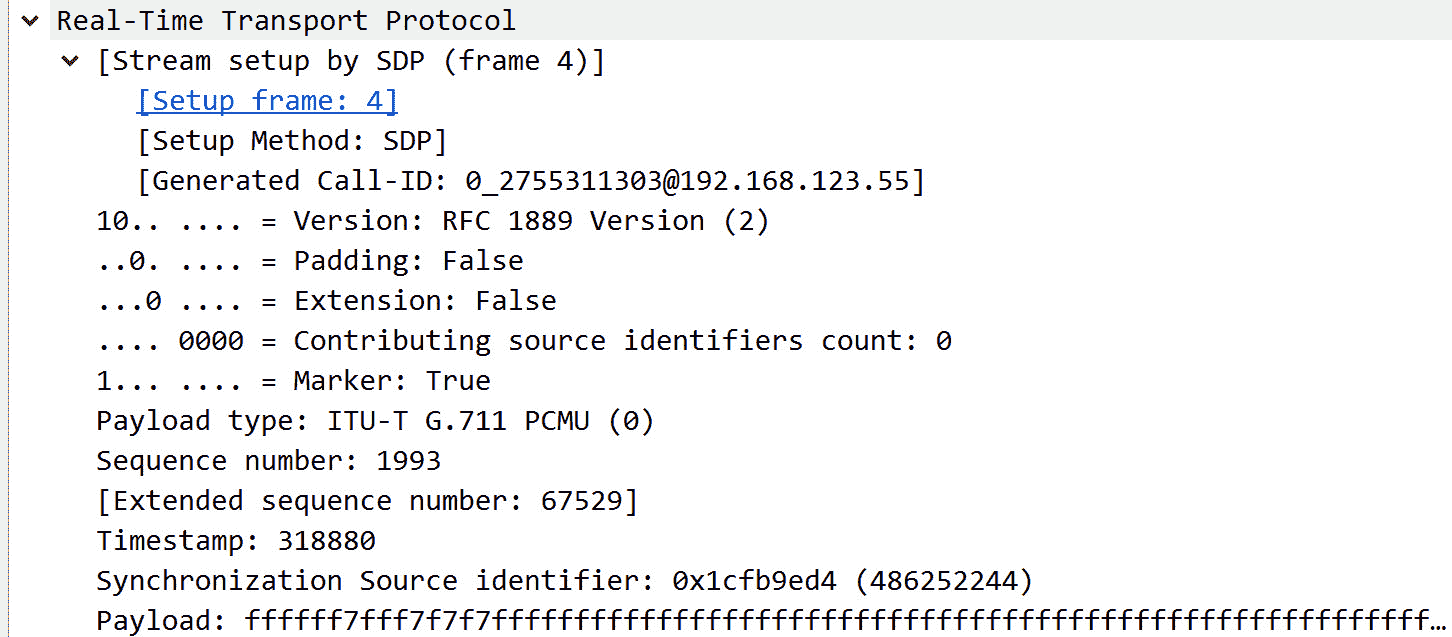 Real-Time Transport Protocol
[Stream setup by SDP (frame 4)]
[Setup frame: 4]
[Setup Method: SDP]
[Generated Call-ID: 0_2755311303@192.168.123.55]
10.. .... = Version: RFC 1889 Version (2)
..0. .... = Padding: False
...0 .... = Extension: False
.... 0000 = Contributing source identifiers count: 0
1... .... = Marker: True
Payload type: ITU-T G.711 PCMU (0)
Sequence number: 1993
[Extended sequence number: 67529]
Timestamp: 318880
Synchronization Source identifier: 0x1cfb9ed4 (486252244)
Payload: ffffff7fff7f7f7fffffffffffffffffffffffffffffffffffffffffffffffffffffffff…